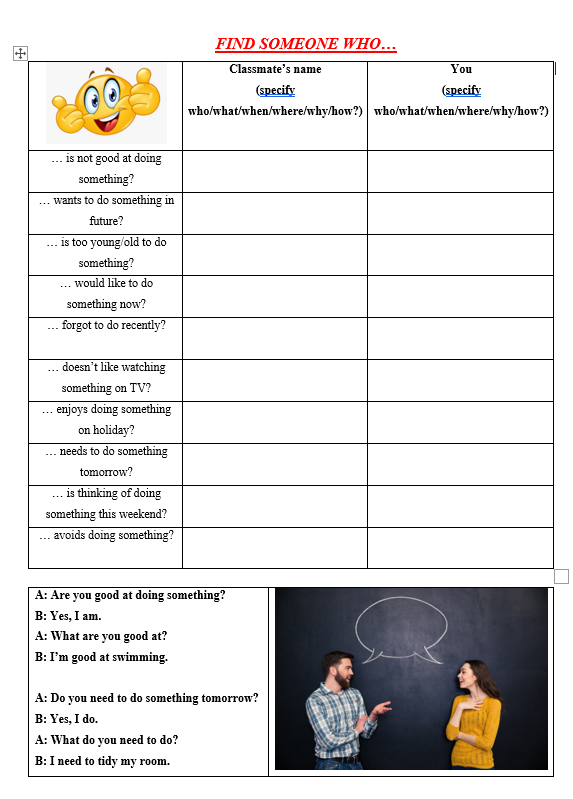 FIND SOMEONE WHO…
Classmate's name
(specify
who/what/when/where/why/how?)
You
(specify
who/what/when/where/why/how?)
… is not good at doing
something?
… wants to do something in
future?
… is too young/old to do
something?
… would like to do
something now?
… forgot to do recently?
… doesn't like watching
something on TV?
… enjoys doing something
on holiday?
… needs to do something
tomorrow?
… is thinking of doing
something this weekend?
… avoids doing something?
A: Are you good at doing something?
B: Yes, I am.
A: What are you good at?
B: I'm good at swimming.
A: Do you need to do something tomorrow?
B: Yes, I do.
A: What do you need to do?
B: I need to tidy my room.